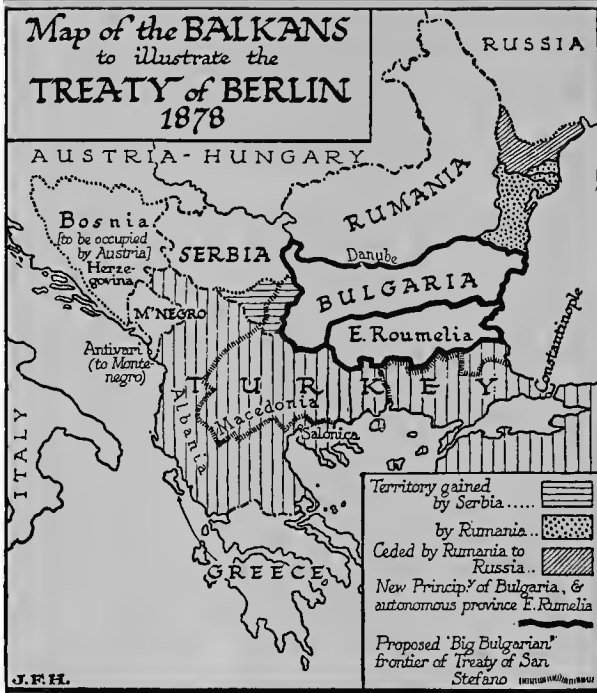 Map of the BALKANS
to illustrate the
TREATY of BERLIN
1878
RUSSIA
AUSTRIA-HUNGARY
RUMANIA
Bosnia
[to be occupied
by Austria]
Herze-
govina
SERBIA
Danube
BULGARIA
M'NEGRO
E. Roumelia
Constantinople
Antivari
(to Monte-
negro)
TURKEY
Albania
Macedonia
Salonica
ITALY
GREECE
J.F.H.
Territory gained
by Serbia.....
by Rumania..
Ceded by Rumania to
Russia..
New Princip.y of Bulgaria, &
autonomous province E. Rumelia
Proposed 'Big Bulgarian"
frontier of Treaty of San
Stefano